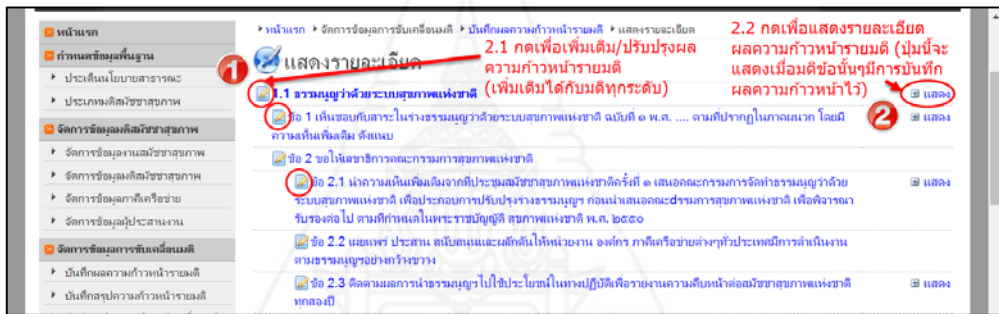 หน้าแรก
กำหนดข้อมูลพื้นฐาน
ประเด็นนโยบายสาธารณะ
ประเภทมติสมัชชาสุขภาพ
จัดการข้อมูลมติสมัชชาสุขภาพ
จัดการข้อมูลงานสมัชชาสุขภาพ
จัดการข้อมูลมติสมัชชาสุขภาพ
จัดการข้อมูลภาคีเครือข่าย
จัดการข้อมูลผู้ประสานงาน
จัดการข้อมูลการขับเคลื่อนมติ
บันทึกผลความก้าวหน้ารายมติ
บันทึกสรุปความก้าวหน้ารายมติ
หน้าแรก จัดการข้อมูลการขับเคลื่อนมติ บันทึกผลความก้าวหน้ารายมติ แสดงรายละเอียด
แสดงรายละเอียด
2.1 กดเพื่อเพิ่มเติม/ปรับปรุงผล
ความก้าวหน้ารายมติ
(เพิ่มเติมได้กับมติทุกระดับ)
2.2 กดเพื่อแสดงรายละเอียด
ผลความก้าวหน้ารายมติ (ปุ่มนี้จะ
แสดงเมื่อมติข้อนั้นๆมีการบันทึก
ผลความก้าวหน้าไว้)
1
1.1 ธรรมนูญว่าด้วยระบบสุขภาพแห่งชาติ แสดง
2
ข้อ 1 เห็นชอบกับสาระในร่างธรรมนูญว่าด้วยระบบสุขภาพแห่งชาติ ฉบับที่ ๑ พ.ศ. .... ตามที่ปรากฏในภาคผนวก โดยมี แสดง
ความเห็นเพิ่มเติม ดังแนบ
ข้อ 2 ขอให้เลขาธิการคณะกรรมการสุขภาพแห่งชาติ
ข้อ 2.1 นำความเห็นเพิ่มเติมจากที่ประชุมสมัชชาสุขภาพแห่งชาติครั้งที่ ๑ เสนอคณะกรรมการจัดทำธรรมนูญว่าด้วย แสดง
ระบบสุขภาพแห่งชาติ เพื่อประกอบการปรับปรุงร่างธรรมนูญฯ ก่อนนำเสนอคณะกรรมการสุขภาพแห่งชาติ เพื่อพิจารณา
รับรองต่อไป ตามที่กำหนดในพระราชบัญญัติ สุขภาพแห่งชาติ พ.ศ. ๒๕๕๐
ข้อ 2.2 เผยแพร่ ประสาน สนับสนุนและผลักดันให้หน่วยงาน องค์กร ภาคีเครือข่ายต่างๆทั่วประเทศมีการดำเนินงาน
ตามธรรมนูญฯอย่างกว้างขวาง
ข้อ 2.3 ติดตามผลการนำธรรมนูญฯไปใช้ประโยชน์ในทางปฏิบัติเพื่อรายงานความคืบหน้าต่อสมัชชาสุขภาพแห่งชาติ แสดง
ทุกสองปี